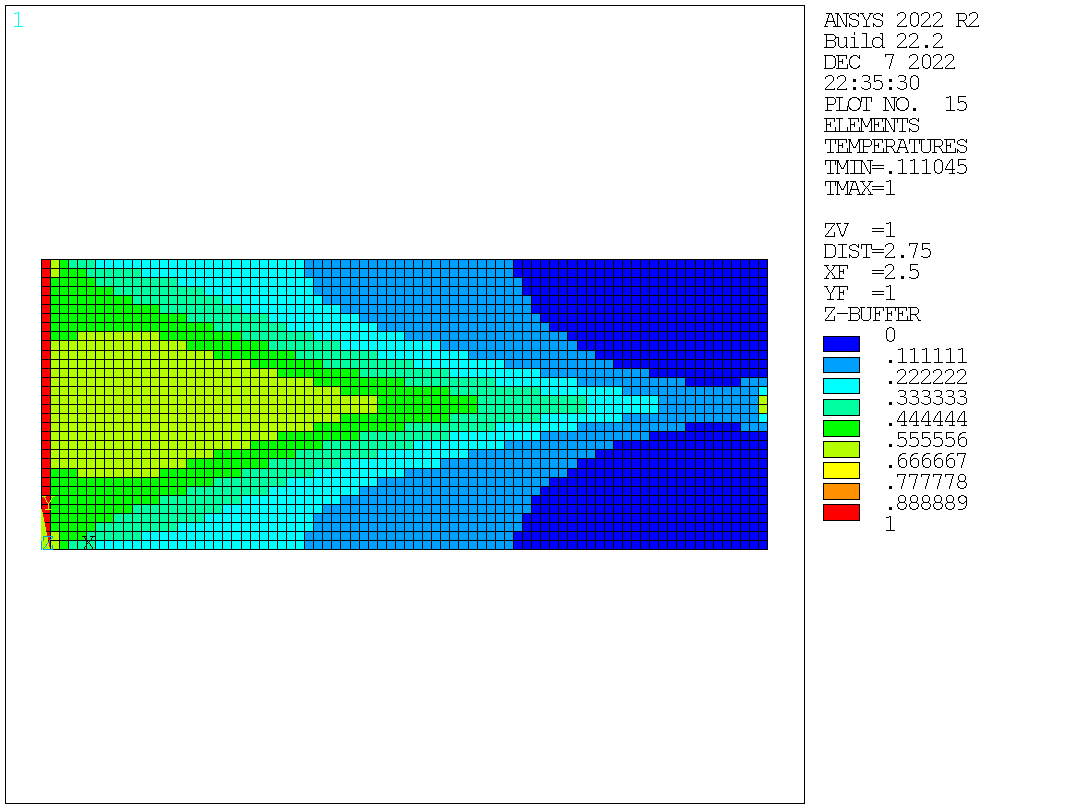 1
ANSYS 2022 R2
Build 22.2
DEC  7 2022
22:35:30
PLOT NO.  15
ELEMENTS
TEMPERATURES
TMIN=.111045
TMAX=1
ZV  =1
DIST=2.75
XF  =2.5
YF  =1
Z-BUFFER
0
.111111
.222222
.333333
.444444
.555556
.666667
.777778
.888889
1
Y
Z X